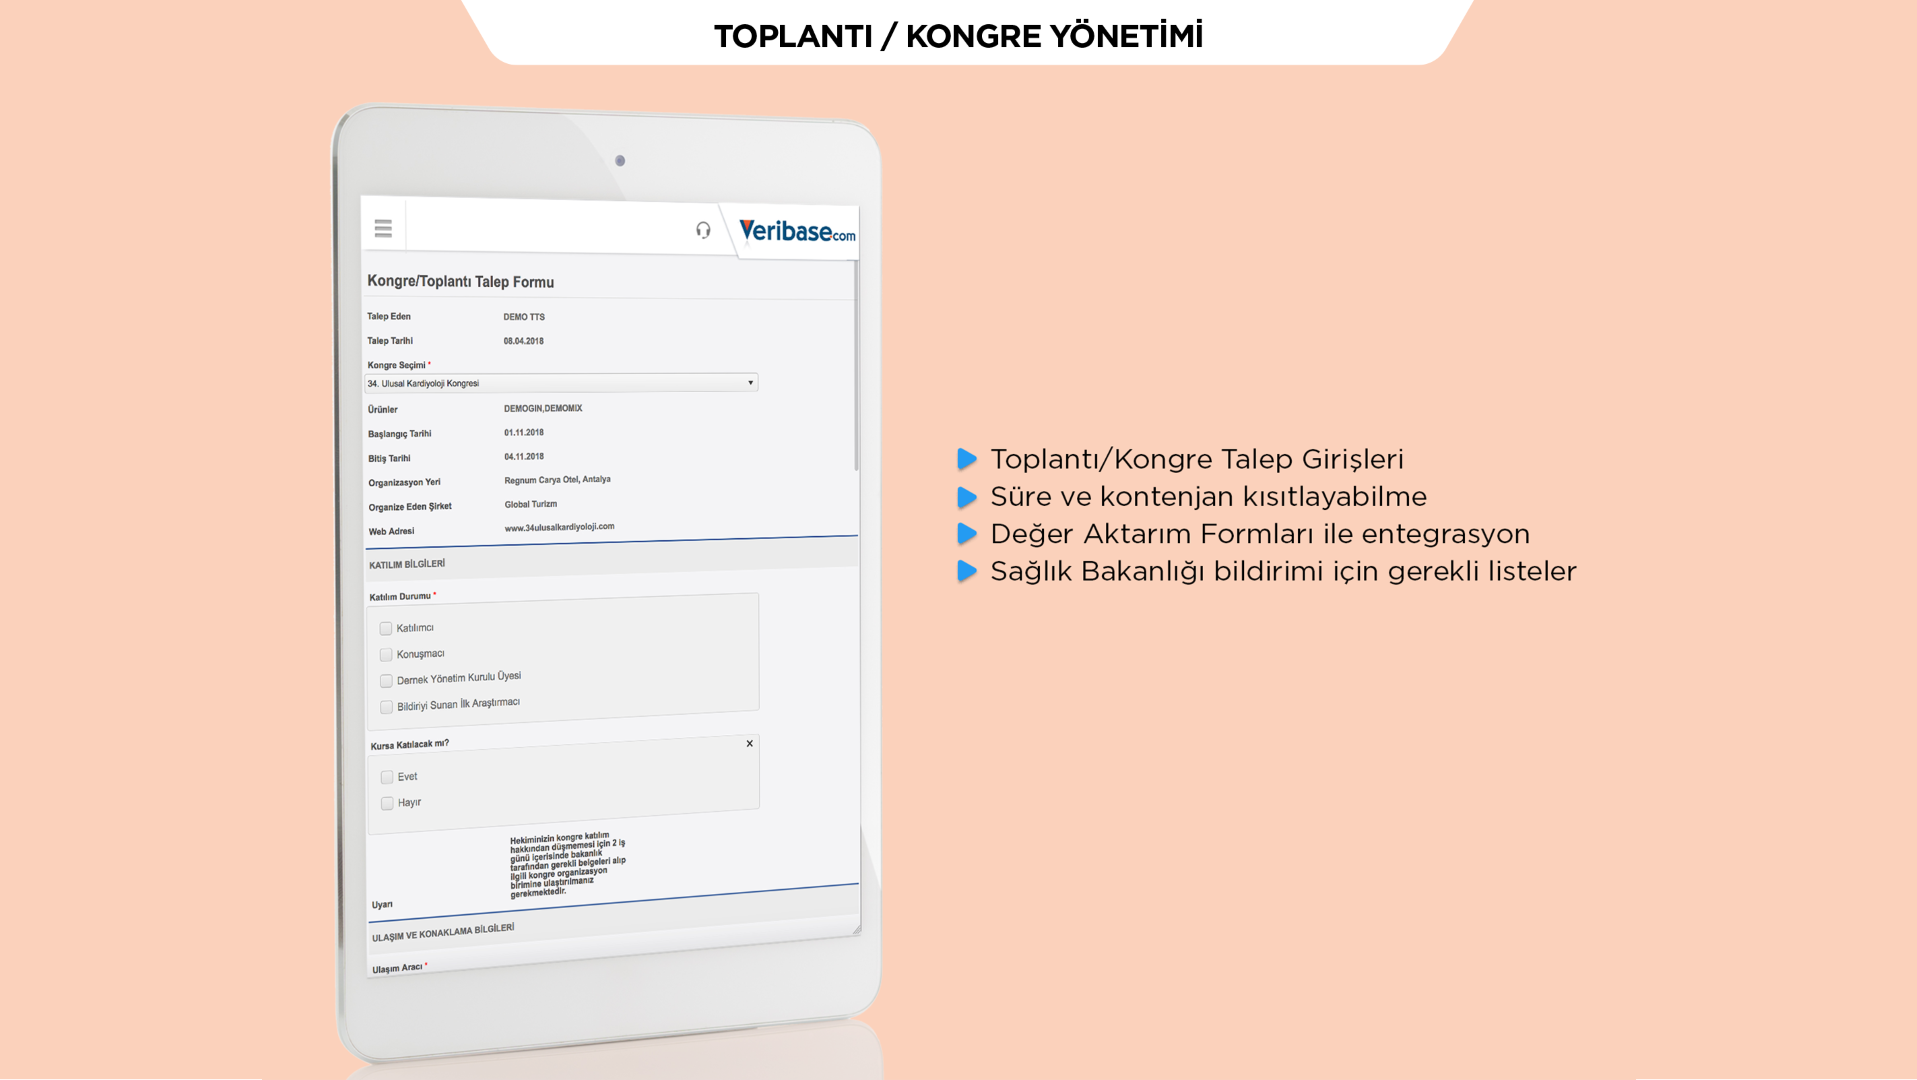 TOPLANTI / KONGRE YÖNETİMİ
Veribase.com
Kongre/Toplantı Talep Formu
Talep Eden DEMO TTS
Talep Tarihi 08.04.2018
Kongre Seçimi *
34. Ulusal Kardiyoloji Kongresi
Ürünler DEMOGIN,DEMOMIX
Başlangıç Tarihi 01.11.2018
Bitiş Tarihi 04.11.2018
Organizasyon Yeri Regnum Carya Otel, Antalya
Organize Eden Şirket Global Turizm
Web Adresi www.34ulusalkardiyoloji.com
KATILIM BİLGİLERİ
Katılım Durumu *
Katılımcı
Konuşmacı
Dernek Yönetim Kurulu Üyesi
Bildiriyi Sunan İlk Araştırmacı
Kursa Katılacak mı? X
Evet
Hayır
Hekiminizin kongre katılım
hakkından düşmemesi için 2 iş
günü içerisinde bakanlık
tarafından gerekli belgeleri alıp
ilgili kongre organizasyon
birimine ulaştırılmanız
gerekmektedir.
Uyarı
ULAŞIM VE KONAKLAMA BİLGİLERİ
Ulaşım Aracı *
Toplantı/Kongre Talep Girişleri
Süre ve kontenjan kısıtlayabilme
Değer Aktarım Formları ile entegrasyon
Sağlık Bakanlığı bildirimi için gerekli listeler